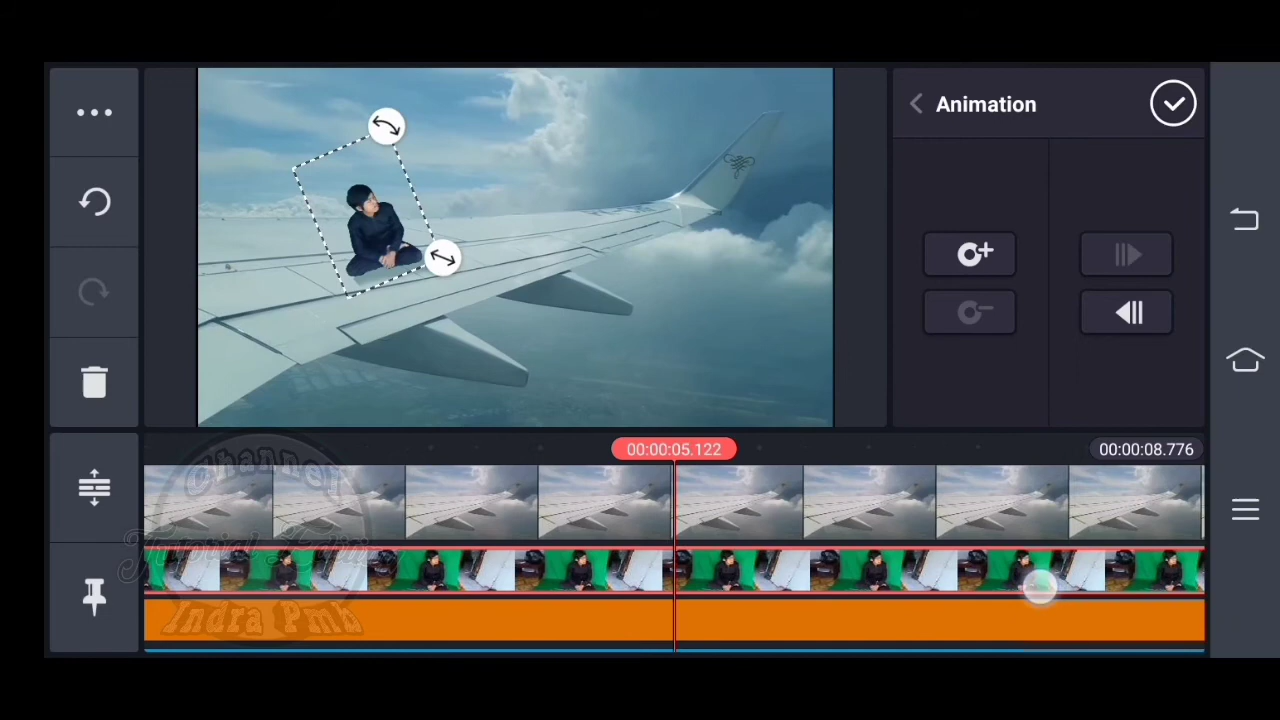 Animation
00:00:05.122
00:00:08.776
Channel
Tutorial Edit
Indra Pmb